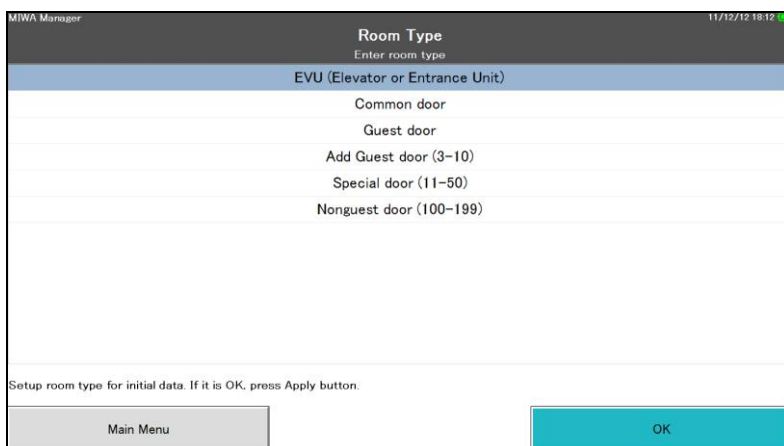 MIWA Manager
11/12/12 18:12
Room Type
Enter room type
EVU (Elevator or Entrance Unit)
Common door
Guest door
Add Guest door (3-10)
Special door (11-50)
Nonguest door (100-199)
Setup room type for initial data. If it is OK, press Apply button.
Main Menu
OK